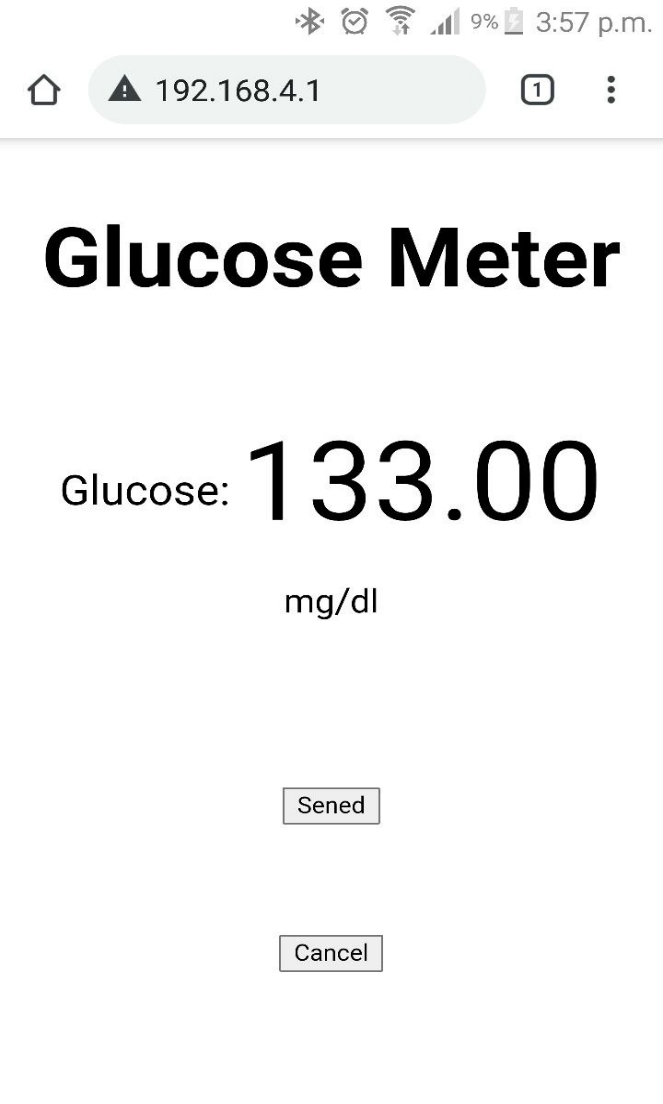 9% 3:57 p.m.
192.168.4.1
1
Glucose Meter
Glucose: 133.00
mg/dl
Sened
Cancel